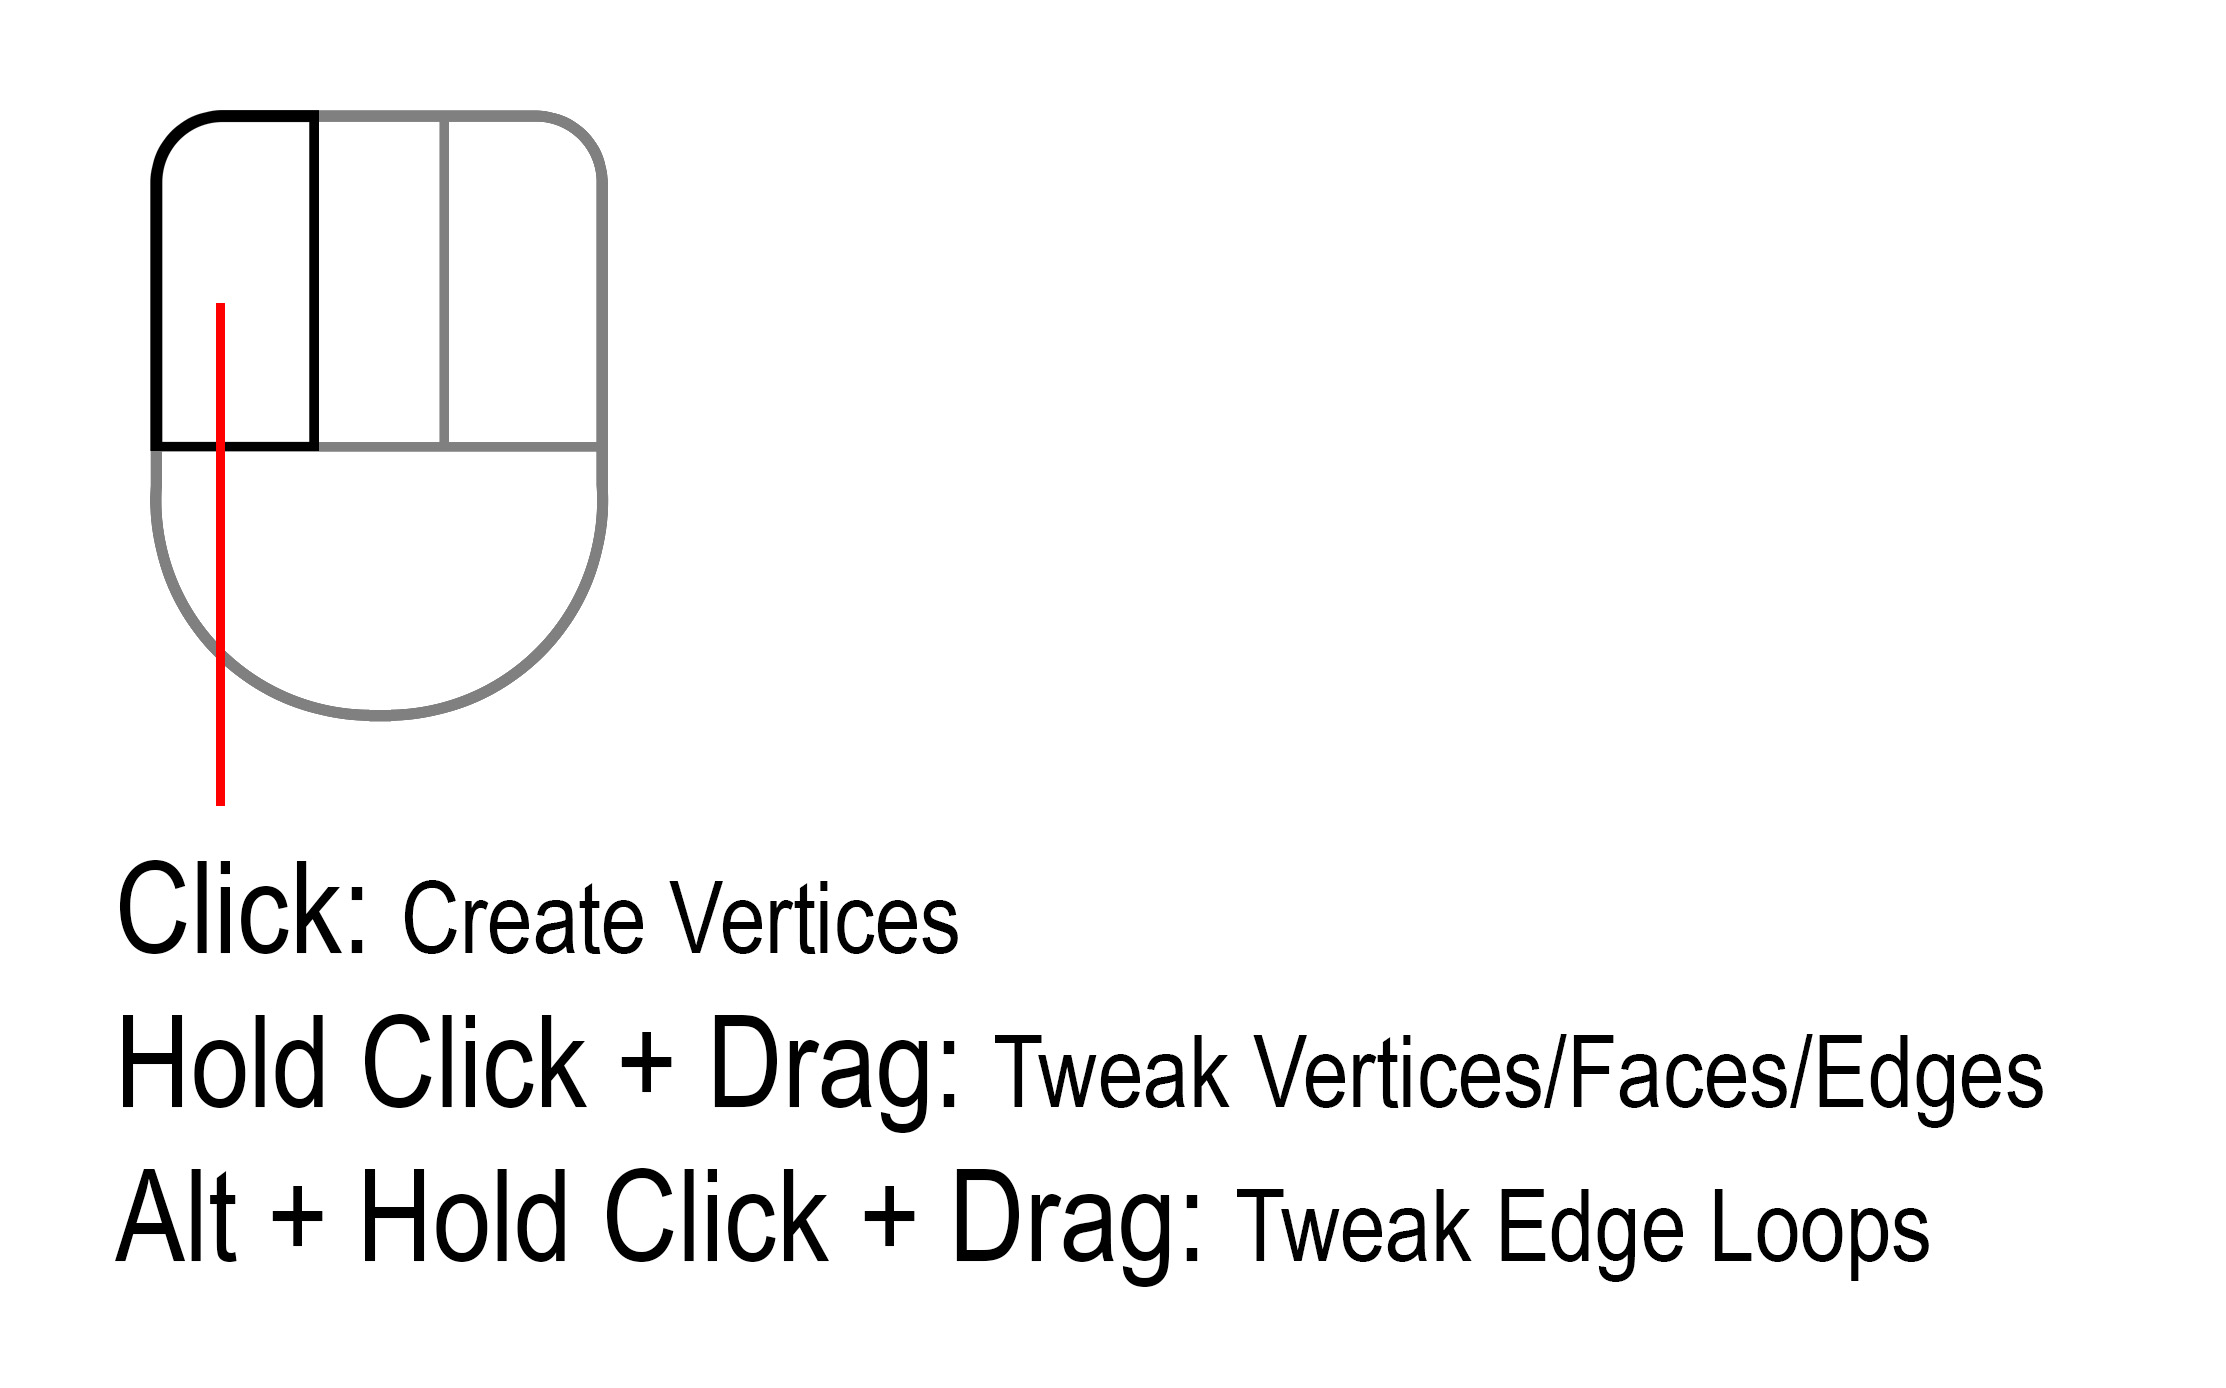 Click: Create Vertices
Hold Click + Drag: Tweak Vertices/Faces/Edges
Alt + Hold Click + Drag: Tweak Edge Loops